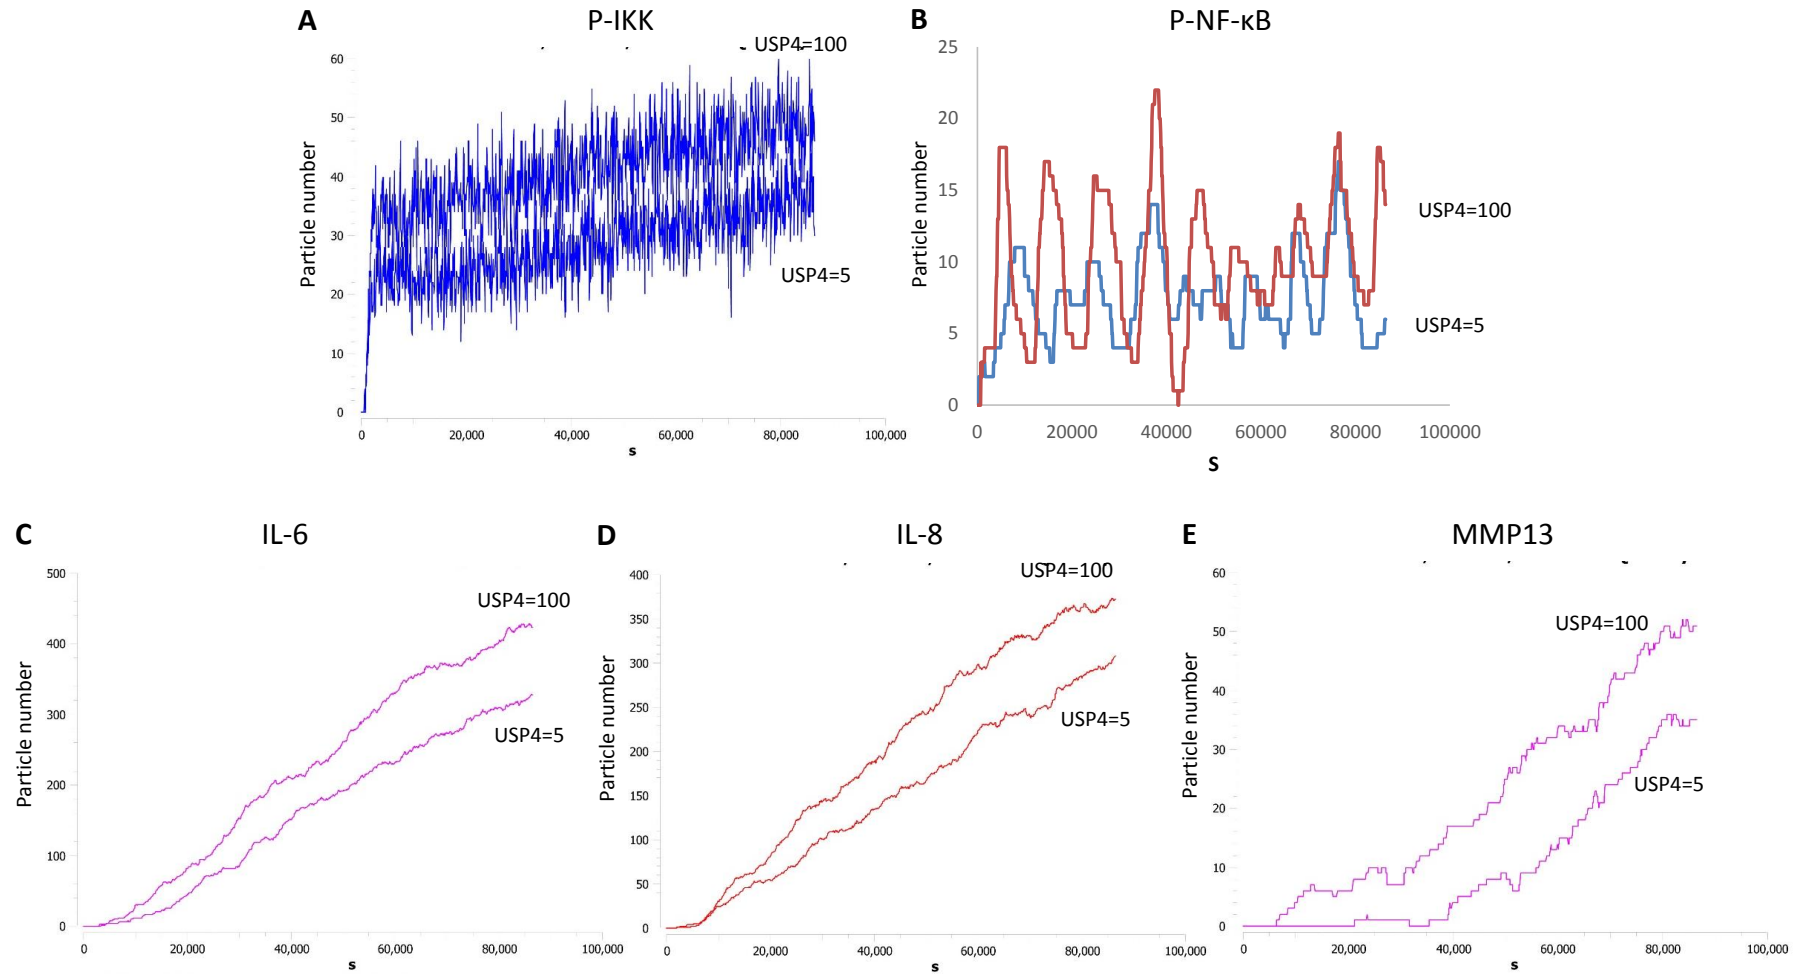 A
P-IKK
USP4=100
Particle number
60
50
40
30
20
10
0
USP4=5
0 20,000 40,000 60,000 80,000 100,000
s
B
P-NF-κB
Particle number
25
20
15
10
5
0
USP4=100
USP4=5
0 20000 40000 60000 80000 100000
S
C
IL-6
Particle number
500
400
300
200
100
0
USP4=100
USP4=5
0 20,000 40,000 60,000 80,000 100,000
s
D
IL-8
Particle number
400
350
300
250
200
150
100
50
0
USP4=100
USP4=5
0 20,000 40,000 60,000 80,000 100,000
s
E
MMP13
Particle number
60
50
40
30
20
10
0
USP4=100
USP4=5
0 20,000 40,000 60,000 80,000 100,000
s